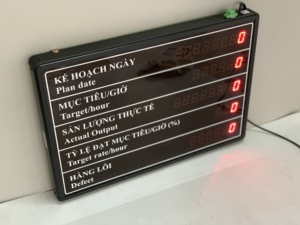 KẾ HOẠCH NGÀY 0
Plan date
MỤC TIÊU/GIỜ 0
Target/hour
SẢN LƯỢNG THỰC TẾ 0
Actual Output
TỶ LỆ ĐẠT MỤC TIÊU/GIỜ (%) 0
Target rate/hour
HÀNG LỖI 0
Defect